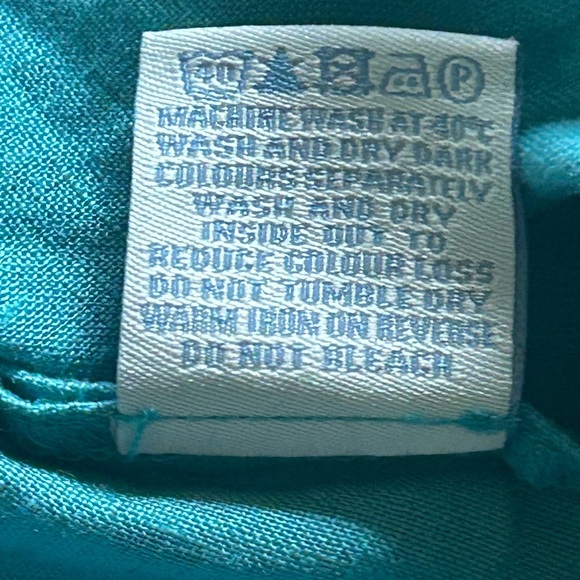 40 P
MACHINE WASH AT 40°C
WASH AND DRY DARK
COLOURS SEPARATELY
WASH AND DRY
INSIDE OUT TO
REDUCE COLOUR LOSS
DO NOT TUMBLE DRY
WARM IRON ON REVERSE
DO NOT BLEACH